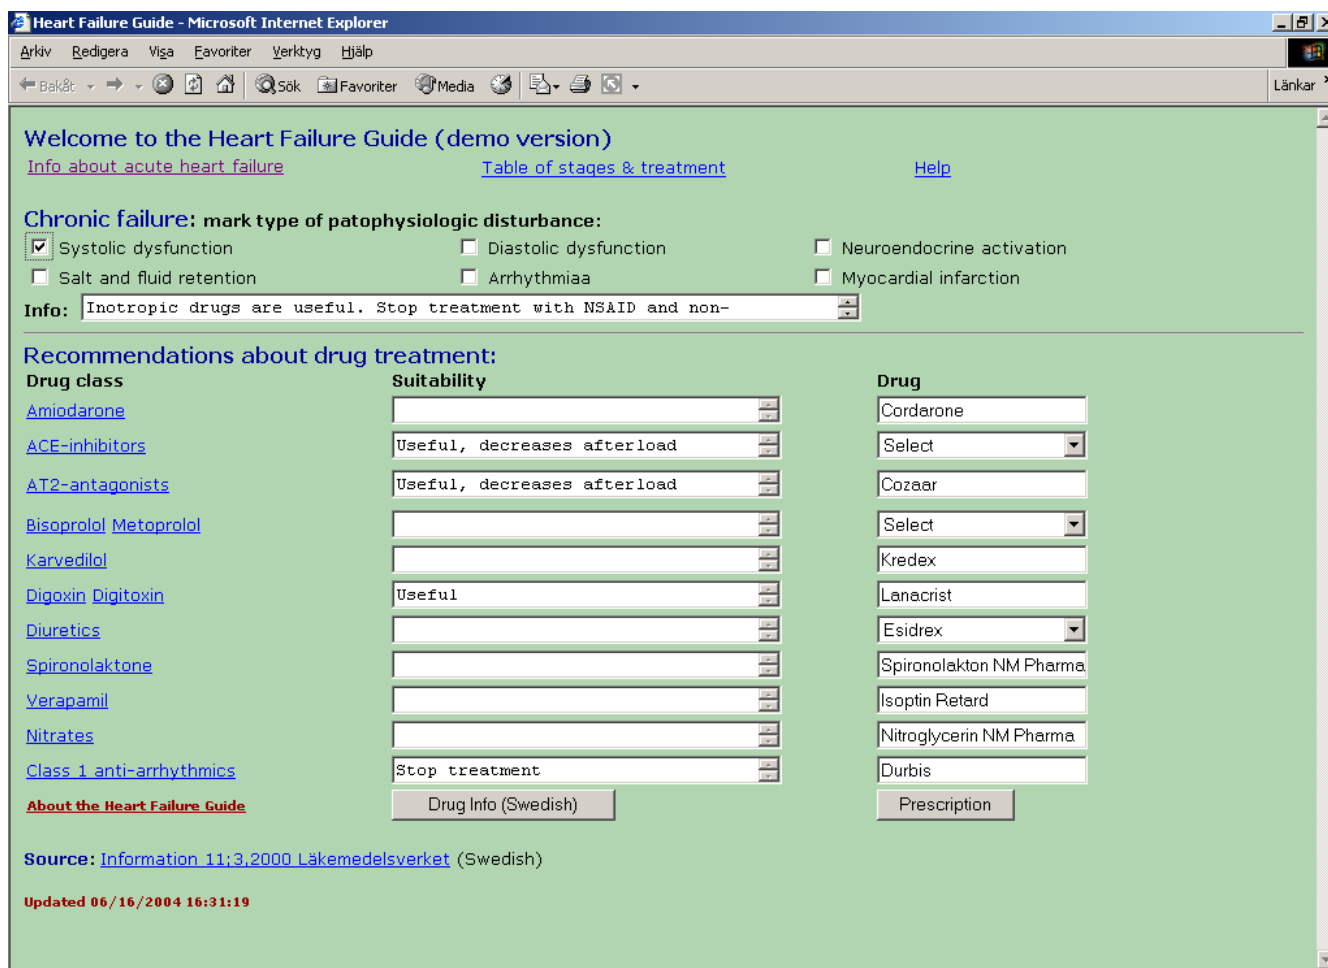 Heart Failure Guide - Microsoft Internet Explorer
Arkiv Redigera Visa Favoriter Verktyg Hjälp
Bakåt Sök Favoriter Media Länkar
Welcome to the Heart Failure Guide (demo version)
Info about acute heart failure Table of stages & treatment Help
Chronic failure: mark type of patophysiologic disturbance:
Systolic dysfunction Diastolic dysfunction Neuroendocrine activation
Salt and fluid retention Arrhythmiaa Myocardial infarction
Info: Inotropic drugs are useful. Stop treatment with NSAID and non-
Recommendations about drug treatment:
Drug class Suitability Drug
Amiodarone Cordarone
ACE-inhibitors Useful, decreases afterload Select
AT2-antagonists Useful, decreases afterload Cozaar
Bisoprolol Metoprolol Select
Karvedilol Kredex
Digoxin Digitoxin Useful Lanacrist
Diuretics Esidrex
Spironolaktone Spironolakton NM Pharma
Verapamil Isoptin Retard
Nitrates Nitroglycerin NM Pharma
Class 1 anti-arrhythmics Stop treatment Durbis
About the Heart Failure Guide Drug Info (Swedish) Prescription
Source: Information 11;3,2000 Läkemedelsverket (Swedish)
Updated 06/16/2004 16:31:19